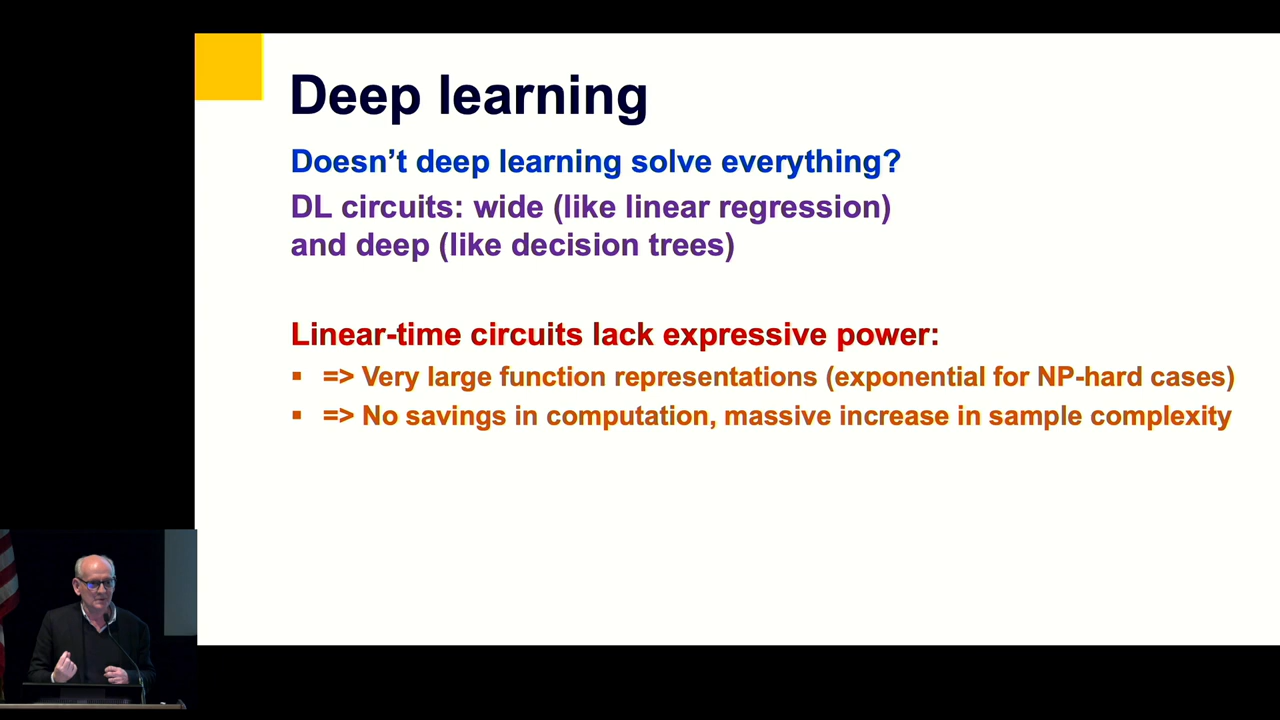 Deep learning
Doesn’t deep learning solve everything?
DL circuits: wide (like linear regression)
and deep (like decision trees)
Linear-time circuits lack expressive power:
▪ => Very large function representations (exponential for NP-hard cases)
▪ => No savings in computation, massive increase in sample complexity